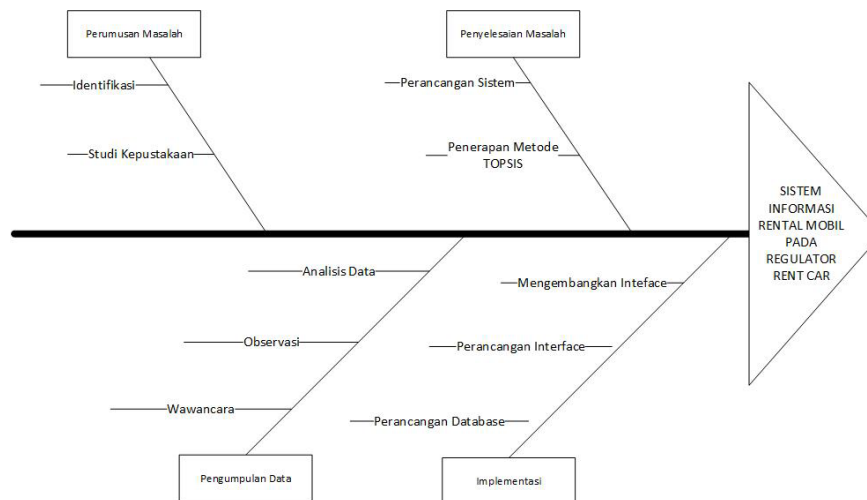 Perumusan Masalah
Penyelesaian Masalah
Identifikasi
Perancangan Sistem
Studi Kepustakaan
Penerapan Metode
TOPSIS
SISTEM
INFORMASI
RENTAL MOBIL
PADA
REGULATOR
RENT CAR
Analisis Data
Mengembangkan Inteface
Observasi
Perancangan Interface
Wawancara
Perancangan Database
Pengumpulan Data
Implementasi